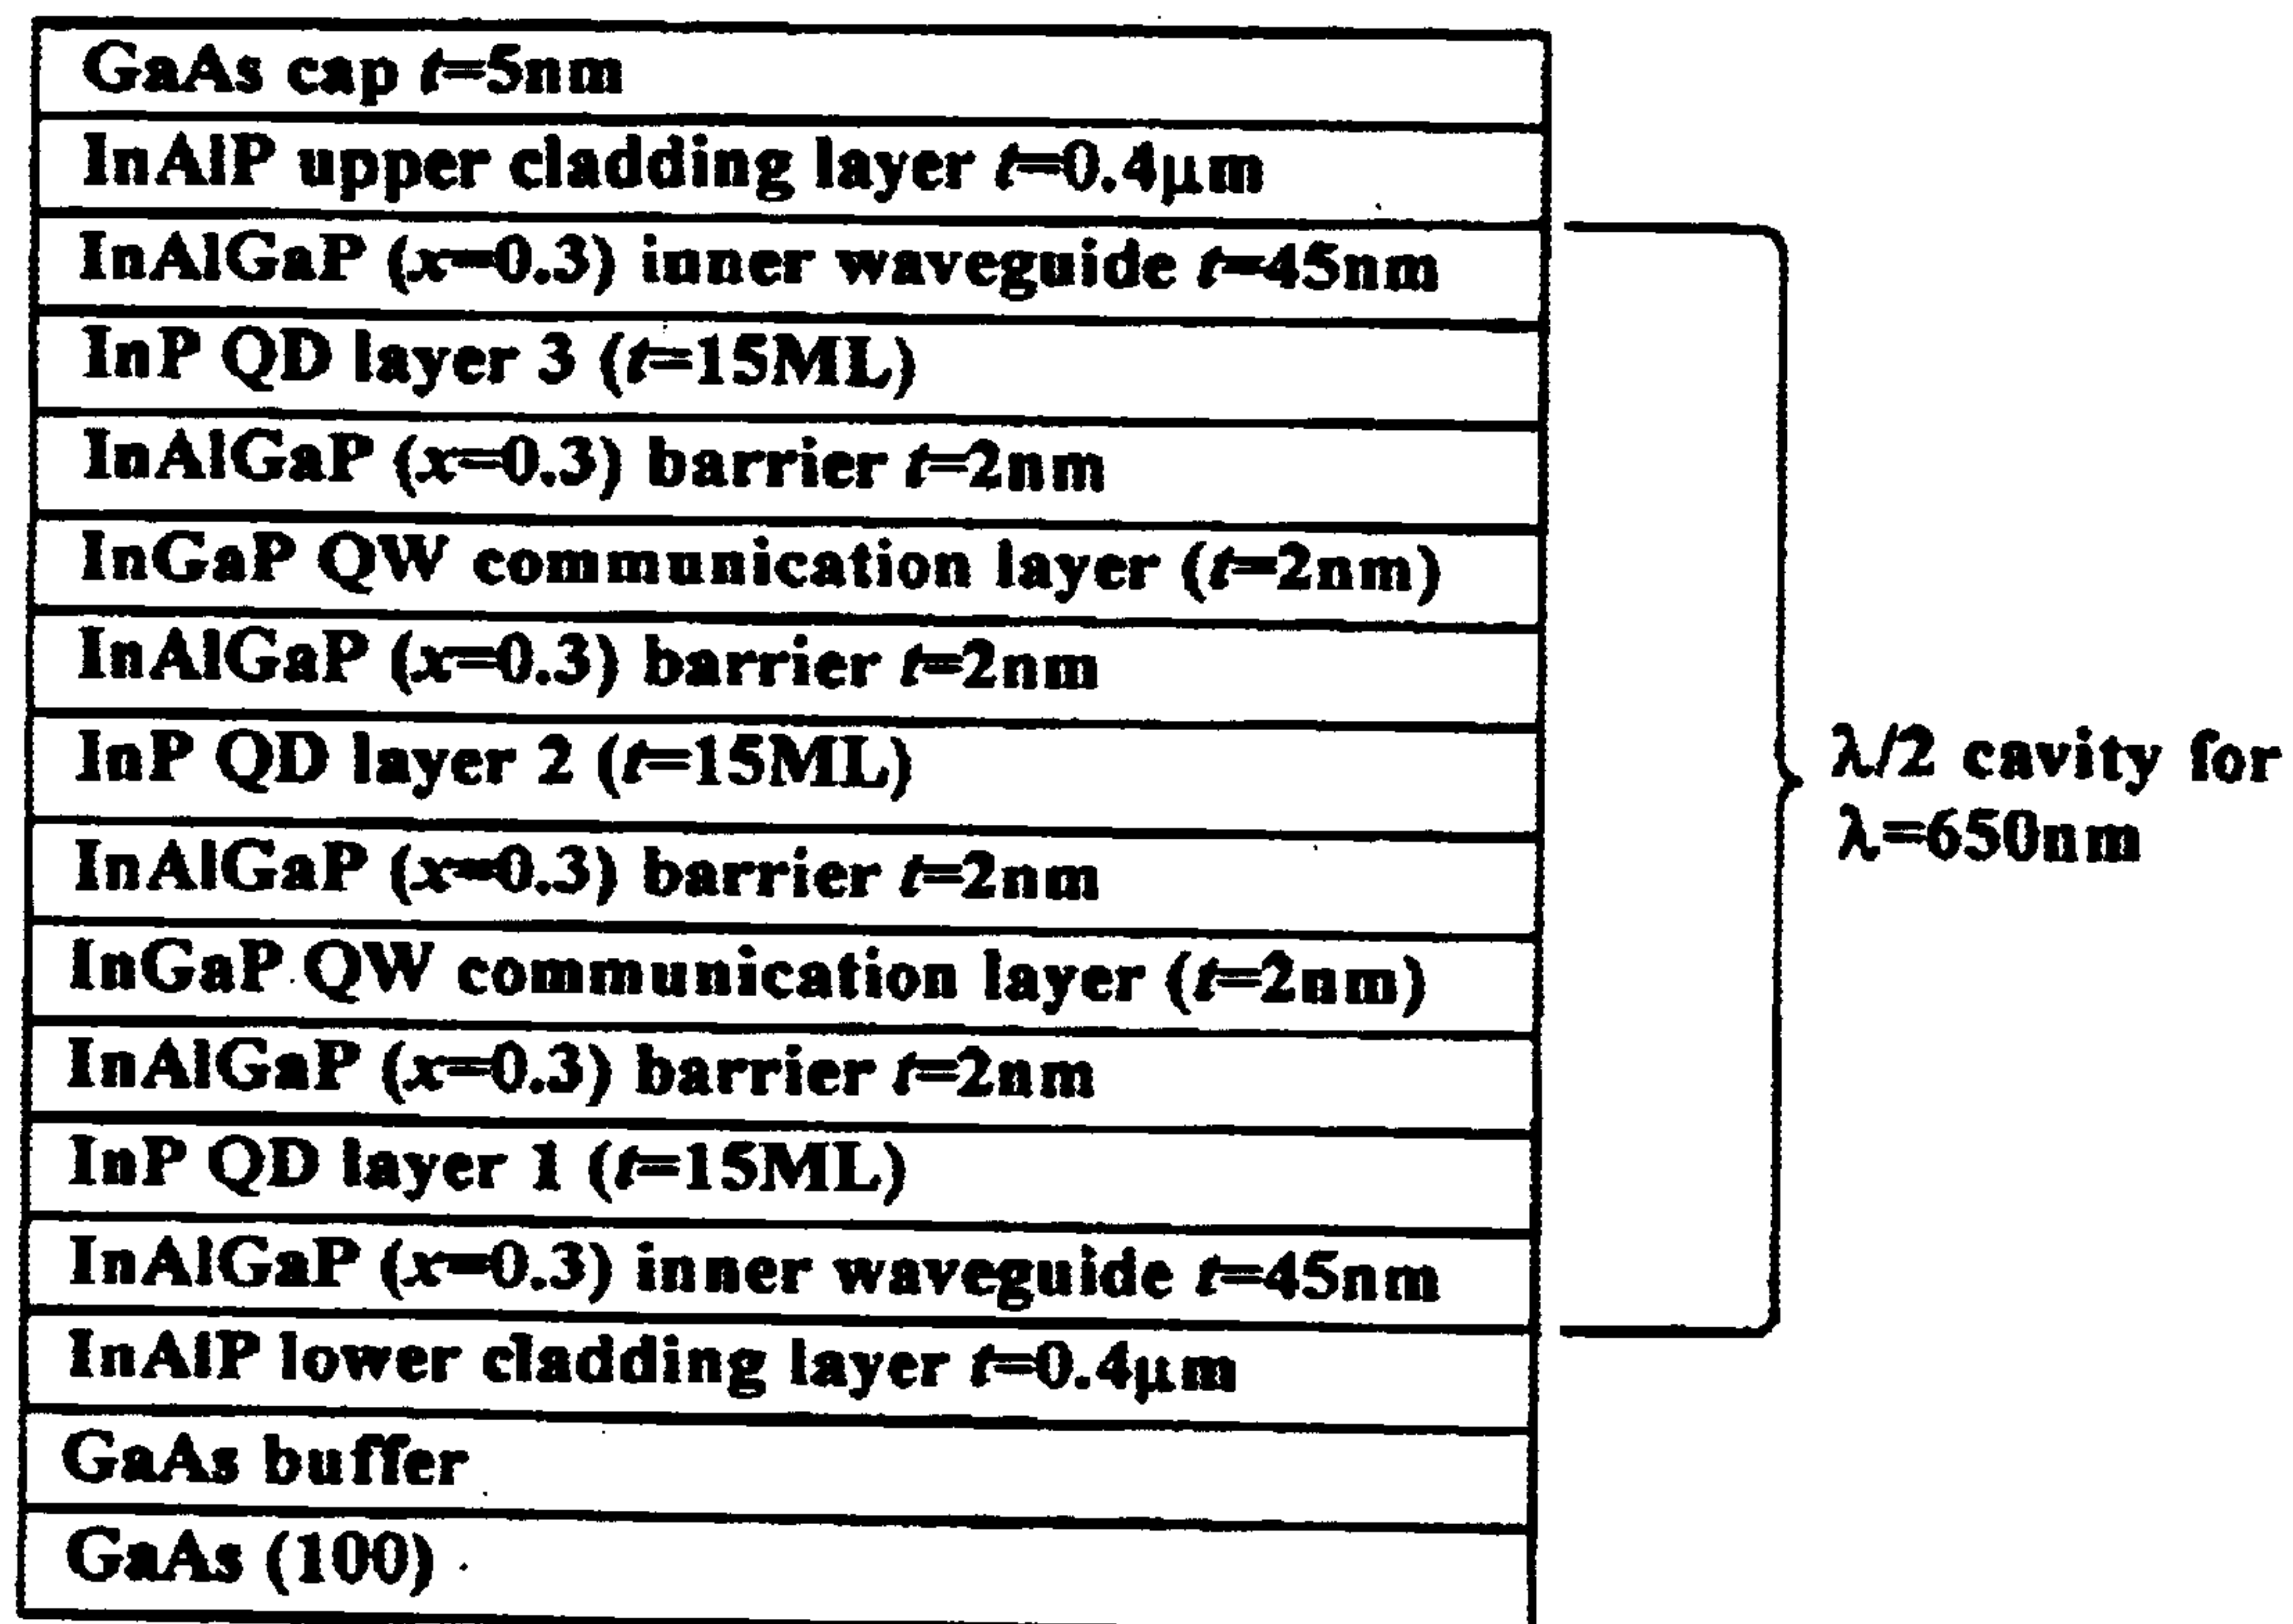 GaAs cap t=5nm
InAlP upper cladding layer t=0.4μm
InAlGaP (x=0.3) inner waveguide t=45nm
InP QD layer 3 (t=15ML)
InAlGaP (x=0.3) barrier t=2nm
InGaP QW communication layer (t=2nm)
InAlGaP (x=0.3) barrier t=2nm
InP QD layer 2 (t=15ML)
InAlGaP (x=0.3) barrier t=2nm
InGaP QW communication layer (t=2nm)
InAlGaP (x=0.3) barrier t=2nm
InP QD layer 1 (t=15ML)
InAlGaP (x=0.3) inner waveguide t=45nm
InAlP lower cladding layer t=0.4μm
GaAs buffer
GaAs (100)
λ/2 cavity for
λ=650nm